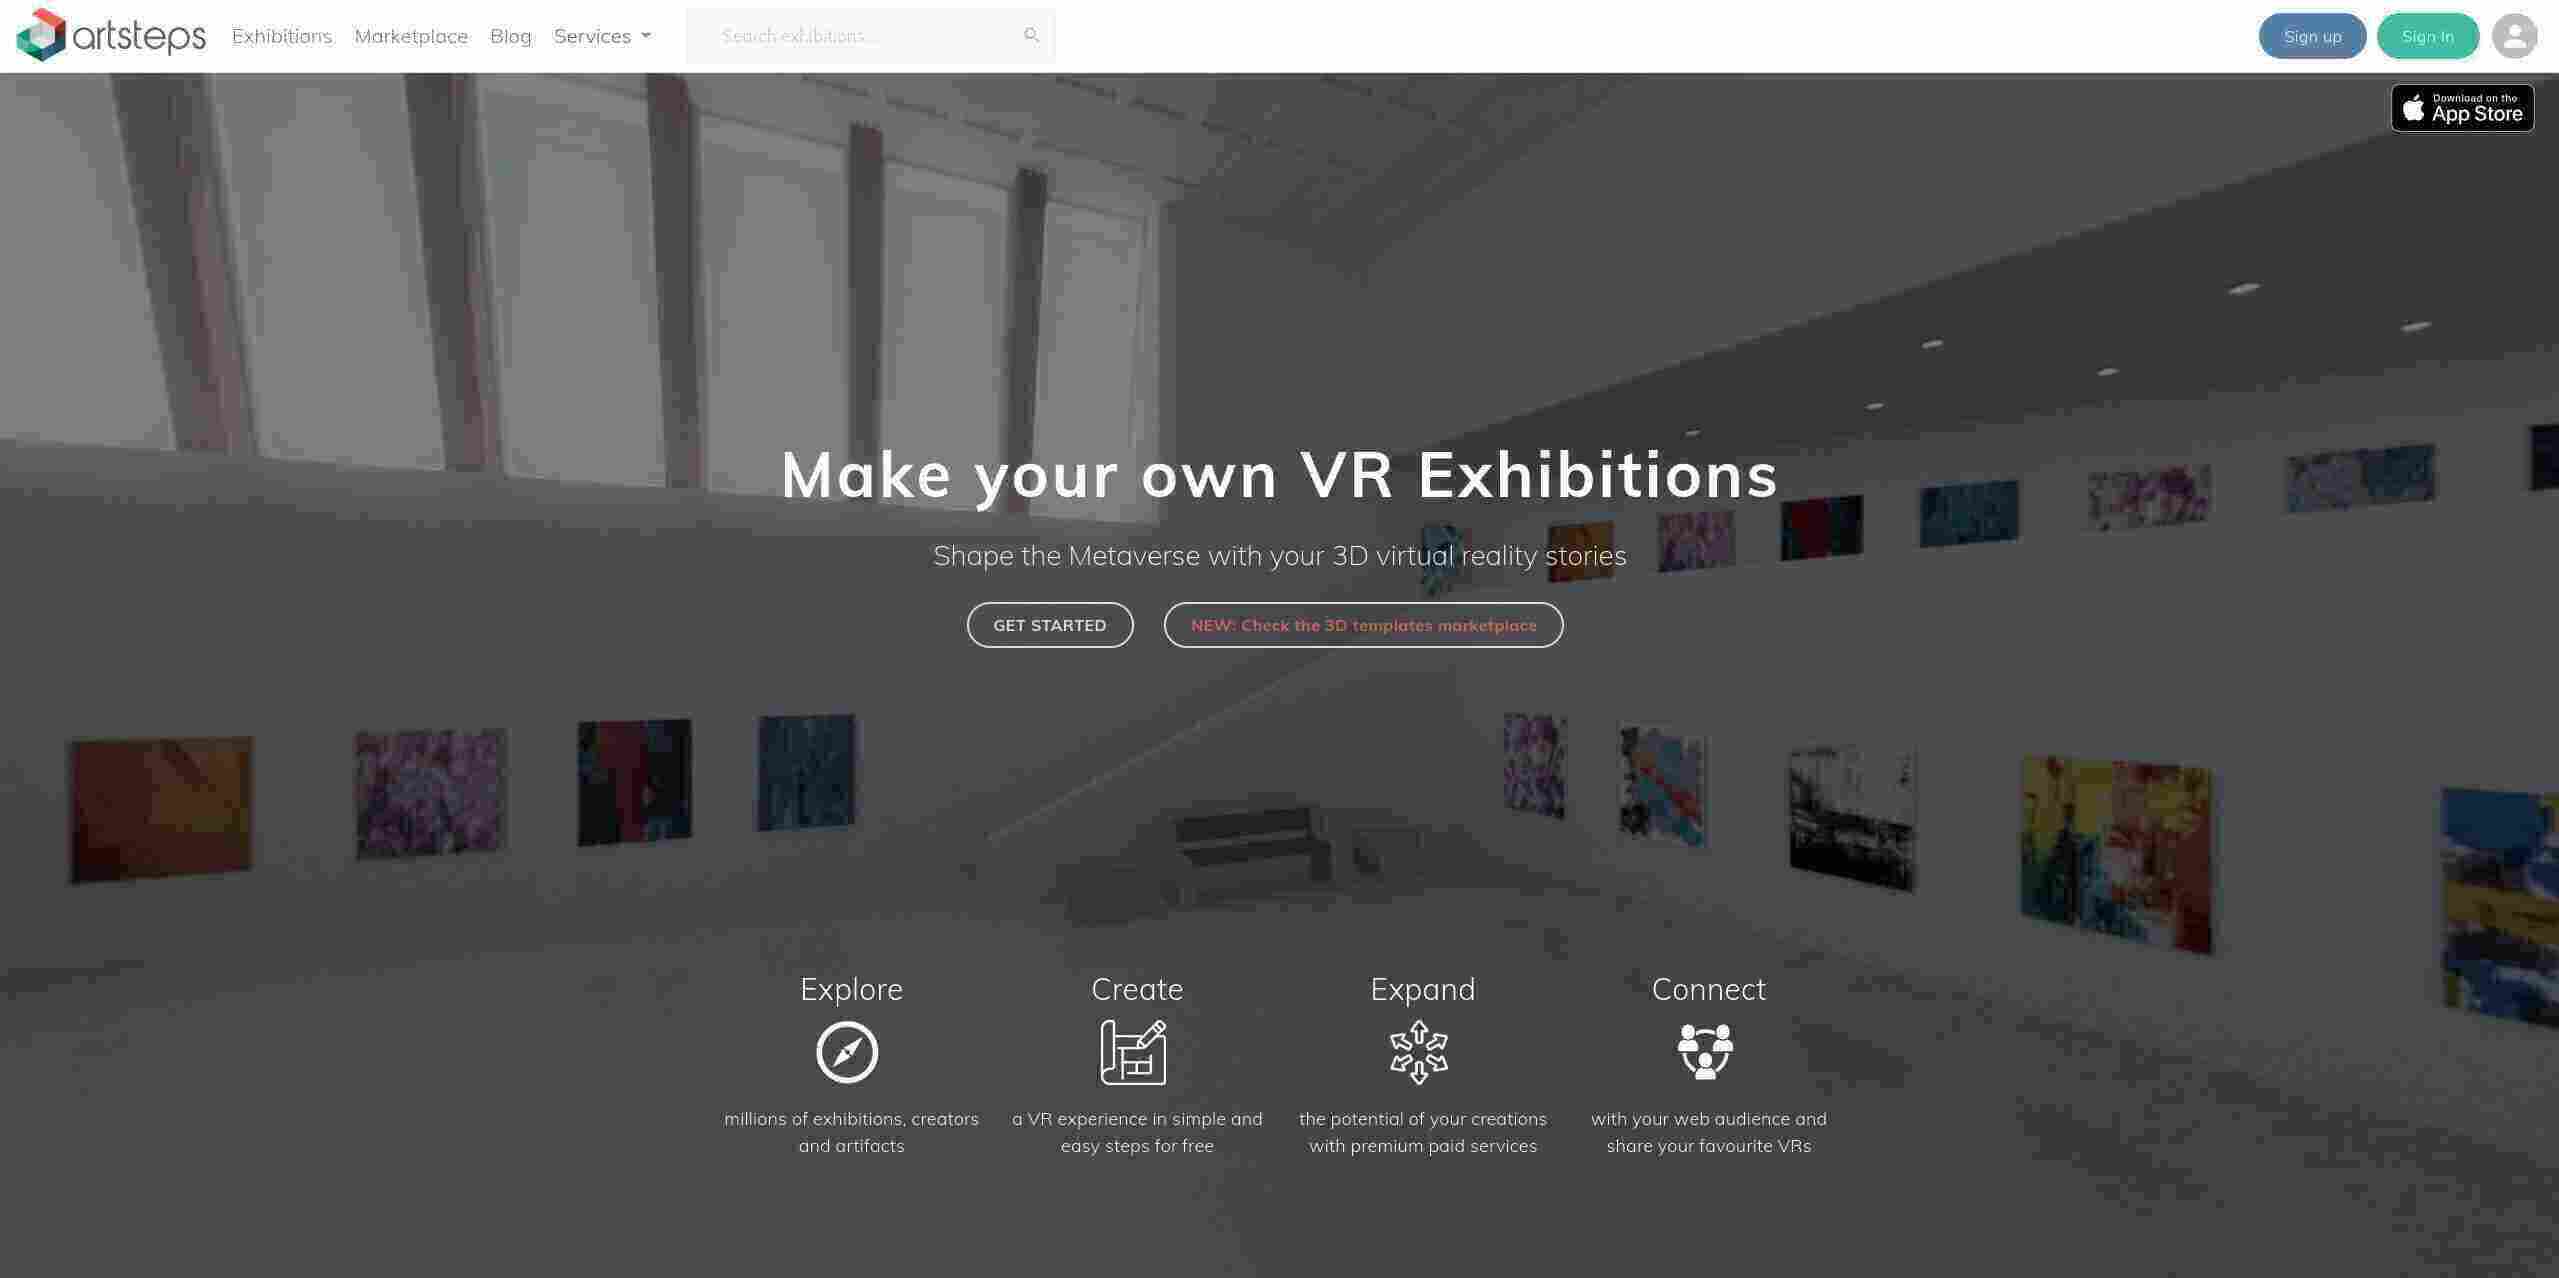 artsteps
Exhibitions Marketplace Blog Services
Search exhibitions...
Sign up
Sign In
Download on the
App Store
Make your own VR Exhibitions
Shape the Metaverse with your 3D virtual reality stories
GET STARTED
NEW: Check the 3D templates marketplace
Explore
millions of exhibitions, creators
and artifacts
Create
a VR experience in simple and
easy steps for free
Expand
the potential of your creations
with premium paid services
Connect
with your web audience and
share your favourite VRs